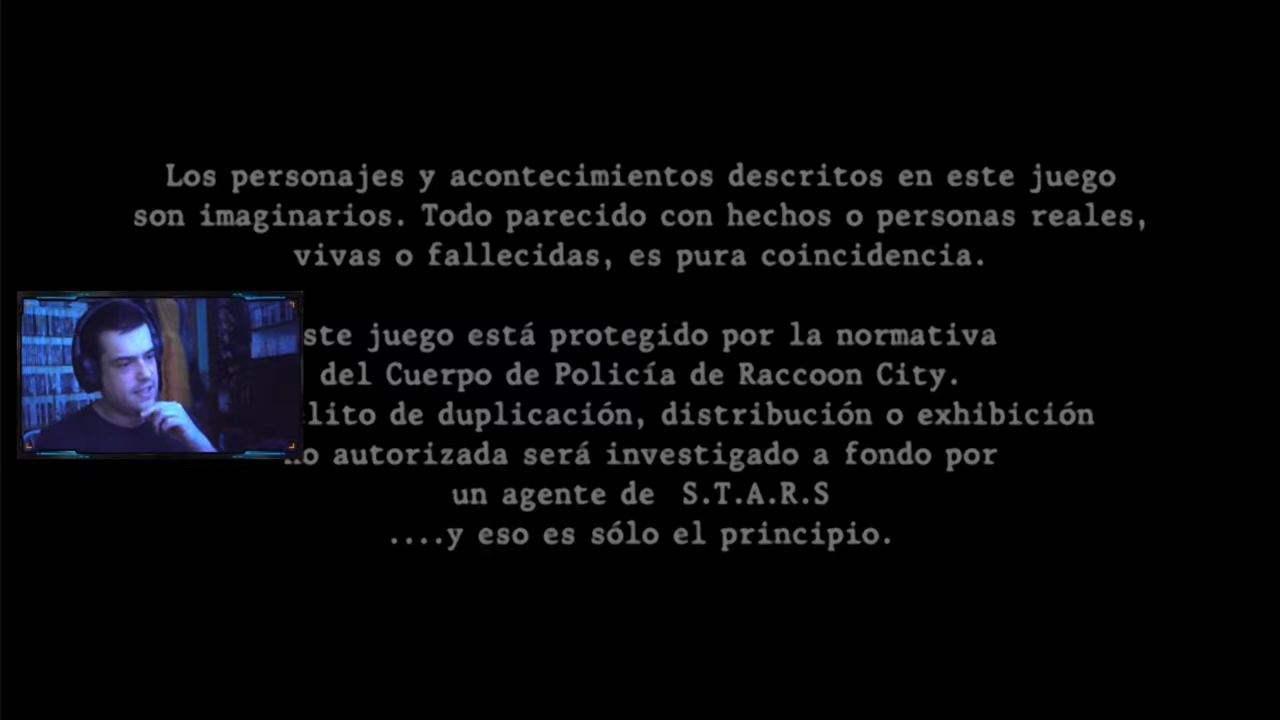 Los personajes y acontecimientos descritos en este juego
son imaginarios. Todo parecido con hechos o personas reales,
vivas o fallecidas, es pura coincidencia.
ste juego está protegido por la normativa
del Cuerpo de Policía de Raccoon City.
lito de duplicación, distribución o exhibición
no autorizada será investigado a fondo por
un agente de S.T.A.R.S
....y eso es sólo el principio.